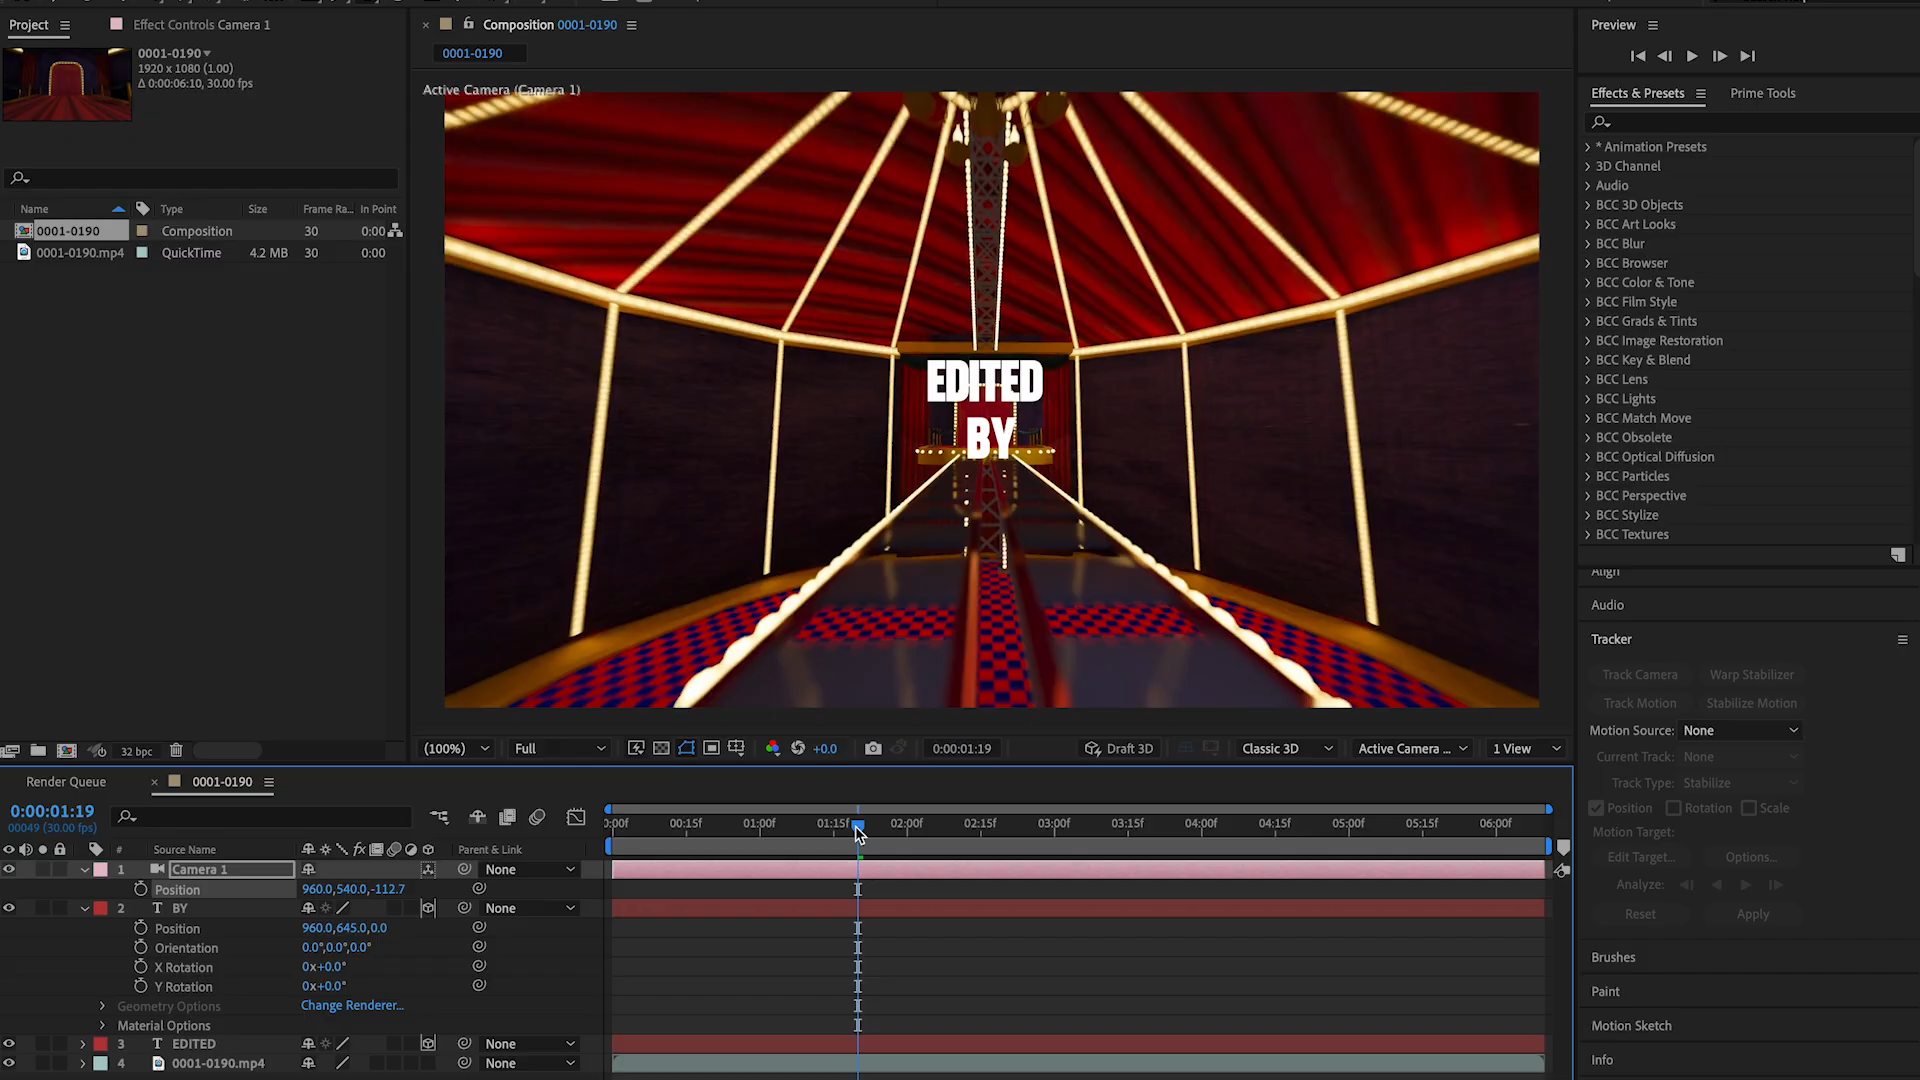 Project
Effect Controls Camera 1
Composition 0001-0190
Preview
0001-0190
1920 x 1080 (1.00)
Δ 0:00:06:10, 30.00 fps
0001-0190
Active Camera (Camera 1)
Effects & Presets
Prime Tools
* Animation Presets
3D Channel
Audio
BCC 3D Objects
BCC Art Looks
BCC Blur
BCC Browser
BCC Color & Tone
BCC Film Style
BCC Grads & Tints
BCC Image Restoration
BCC Key & Blend
BCC Lens
BCC Lights
BCC Match Move
BCC Obsolete
BCC Optical Diffusion
BCC Particles
BCC Perspective
BCC Stylize
BCC Textures
Name Type Size Frame Ra... In Point
0001-0190 Composition 30 0:00
0001-0190.mp4 QuickTime 4.2 MB 30 0:00
EDITED
BY
32 bpc
(100%) Full +0.0 0:00:01:19 Draft 3D Classic 3D Active Camera ... 1 View
Align
Audio
Tracker
Track Camera Warp Stabilizer
Track Motion Stabilize Motion
Motion Source: None
Current Track: None
Track Type: Stabilize
Position Rotation Scale
Motion Target:
Edit Target... Options...
Analyze:
Reset Apply
Brushes
Paint
Motion Sketch
Info
Render Queue
0001-0190
0:00:01:19
00049 (30.00 fps)
0:00f 00:15f 01:00f 01:15f 02:00f 02:15f 03:00f 03:15f 04:00f 04:15f 05:00f 05:15f 06:00f
# Source Name fx Parent & Link
1 Camera 1 None
Position 960.0,540.0,-112.7
2 T BY None
Position 960.0,645.0,0.0
Orientation 0.0°,0.0°,0.0°
X Rotation 0x+0.0°
Y Rotation 0x+0.0°
Geometry Options Change Renderer...
Material Options
3 T EDITED None
4 0001-0190.mp4 None